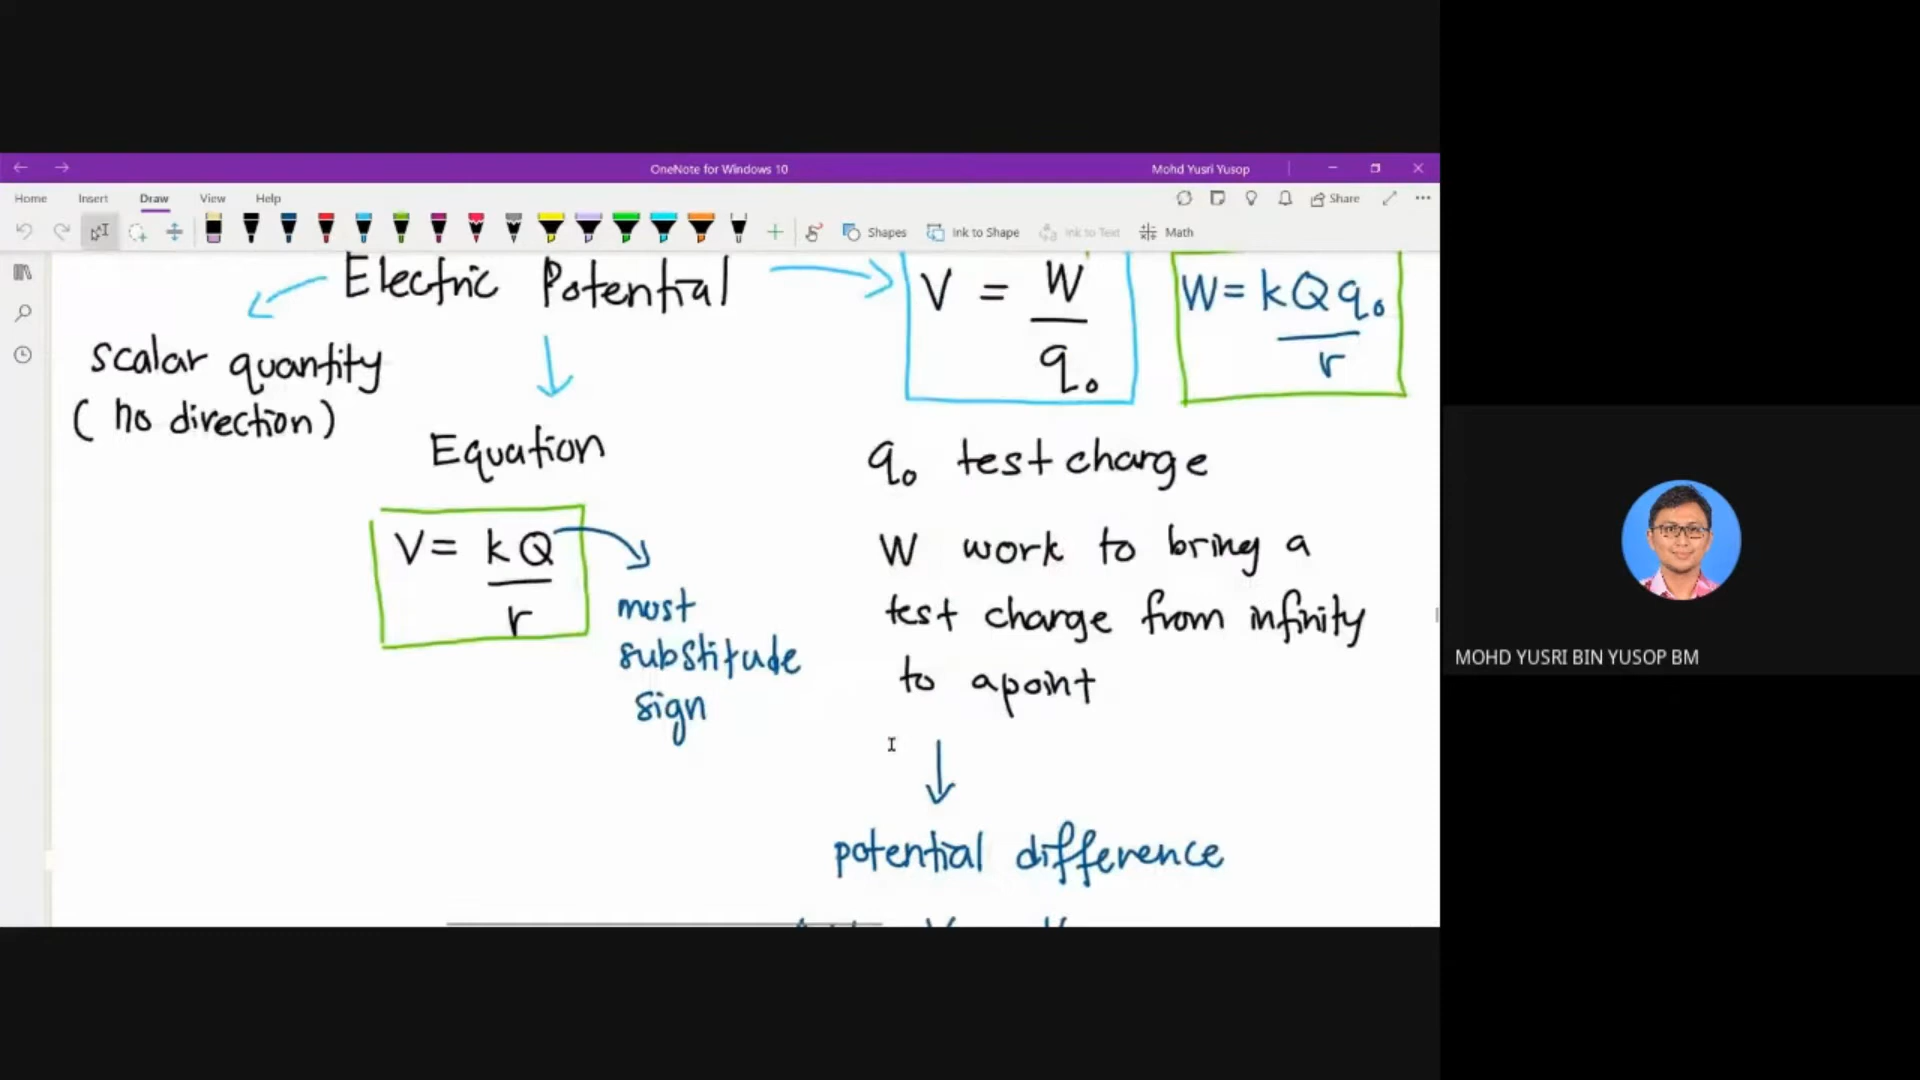 OneNote for Windows 10
Mohd Yusri Yusop
Home Insert Draw View Help
Share
Shapes Ink to Shape Ink to Text Math
Electric Potential
V = W
q₀
W = kQq₀
r
scalar quantity
( no direction )
Equation
V = kQ
r
must
substitude
sign
q₀ test charge
W work to bring a
test charge from infinity
to a point
potential difference
MOHD YUSRI BIN YUSOP BM